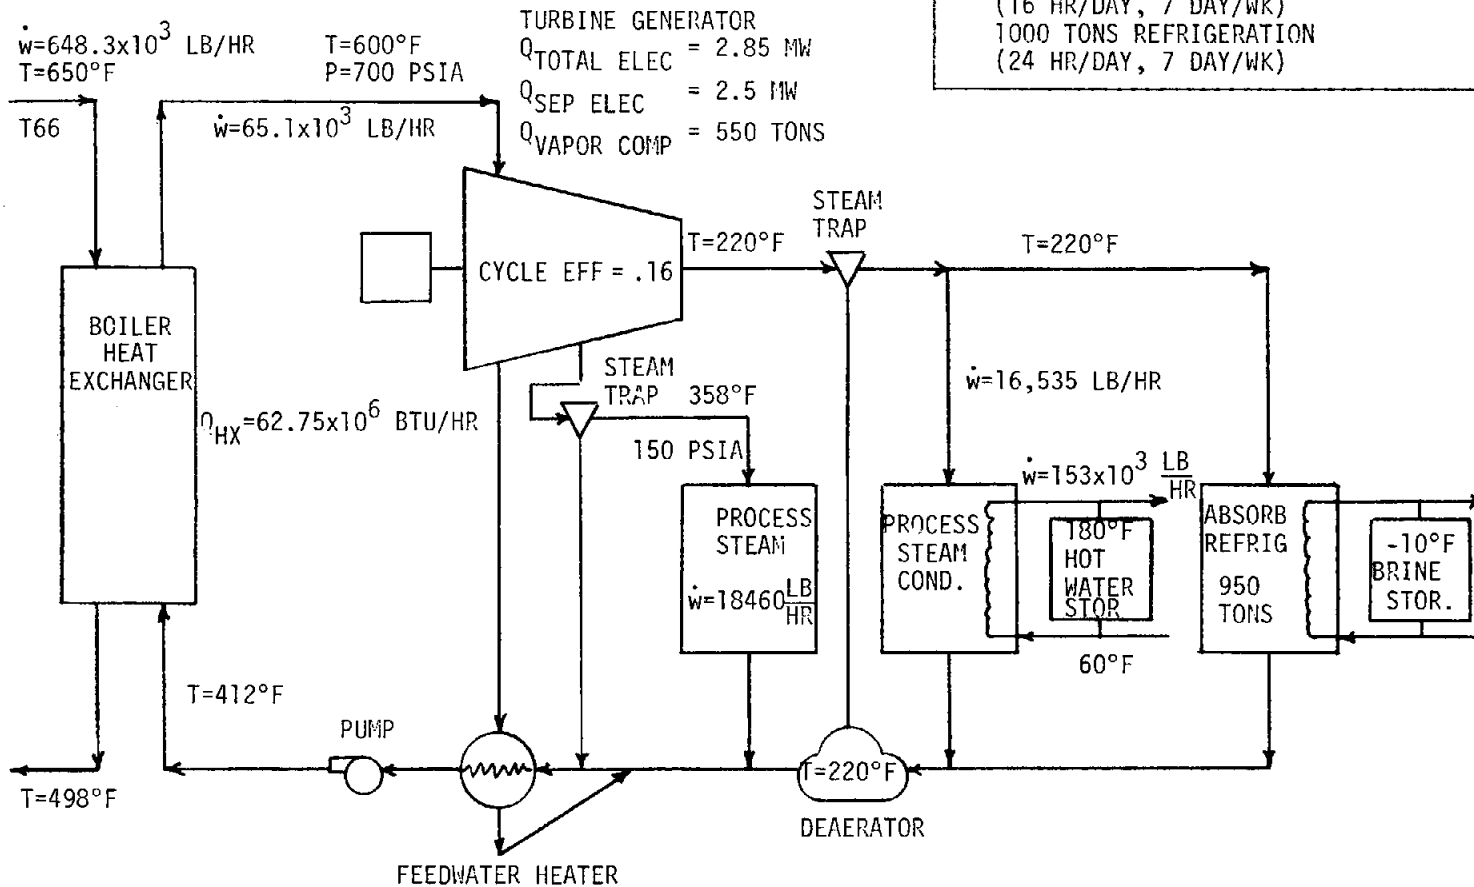 (16 HR/DAY, 7 DAY/WK)
1000 TONS REFRIGERATION
(24 HR/DAY, 7 DAY/WK)
ẇ=648.3x10³ LB/HR
T=650°F
T66
T=600°F
P=700 PSIA
ẇ=65.1x10³ LB/HR
TURBINE GENERATOR
Q TOTAL ELEC = 2.85 MW
Q SEP ELEC = 2.5 MW
Q VAPOR COMP = 550 TONS
CYCLE EFF = .16
T=220°F
STEAM
TRAP
T=220°F
BOILER
HEAT
EXCHANGER
Q HX=62.75x10⁶ BTU/HR
STEAM
TRAP 358°F
150 PSIA
PROCESS
STEAM
ẇ=18460 LB/HR
ẇ=16,535 LB/HR
PROCESS
STEAM
COND.
ẇ=153x10³ LB/HR
180°F
HOT
WATER
STOR
60°F
ABSORB
REFRIG
950
TONS
-10°F
BRINE
STOR.
T=412°F
PUMP
T=220°F
DEAERATOR
T=498°F
FEEDWATER HEATER